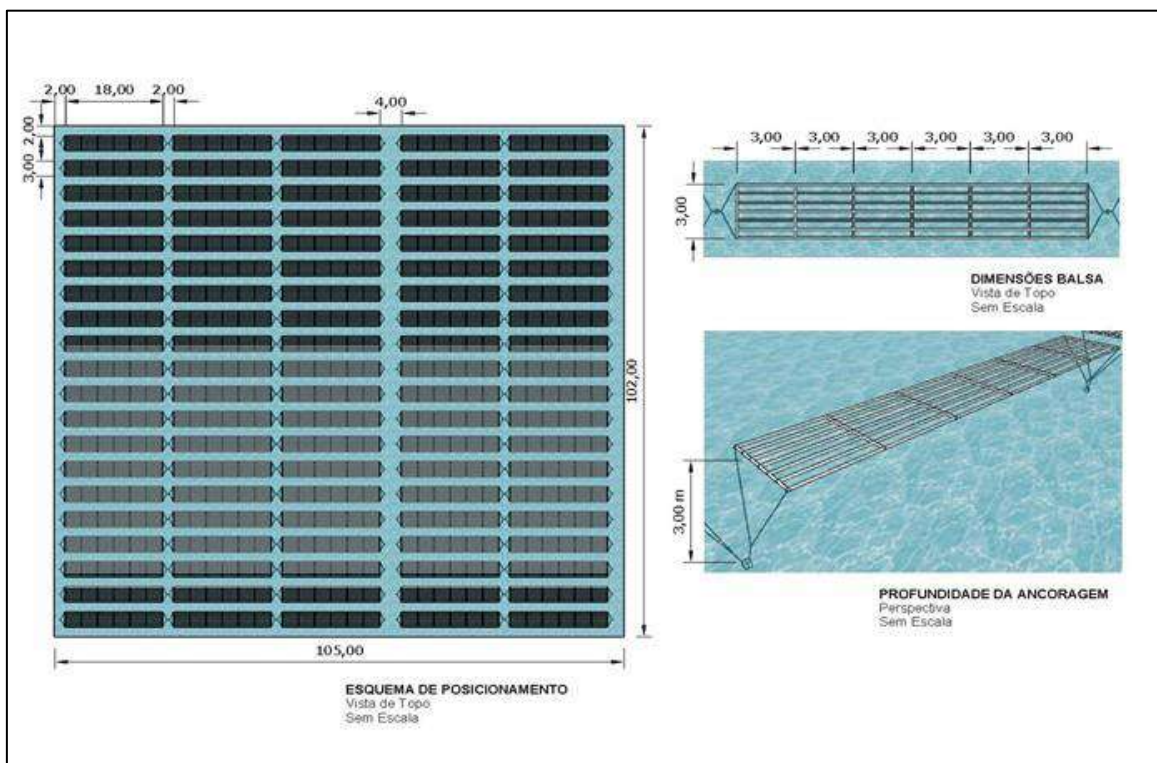 2,00 18,00 2,00
4,00
2,00
3,00
102,00
105,00
ESQUEMA DE POSICIONAMENTO
Vista de Topo
Sem Escala
3,00 3,00 3,00 3,00 3,00 3,00
3,00
DIMENSÕES BALSA
Vista de Topo
Sem Escala
3,00 m
PROFUNDIDADE DA ANCORAGEM
Perspectiva
Sem Escala